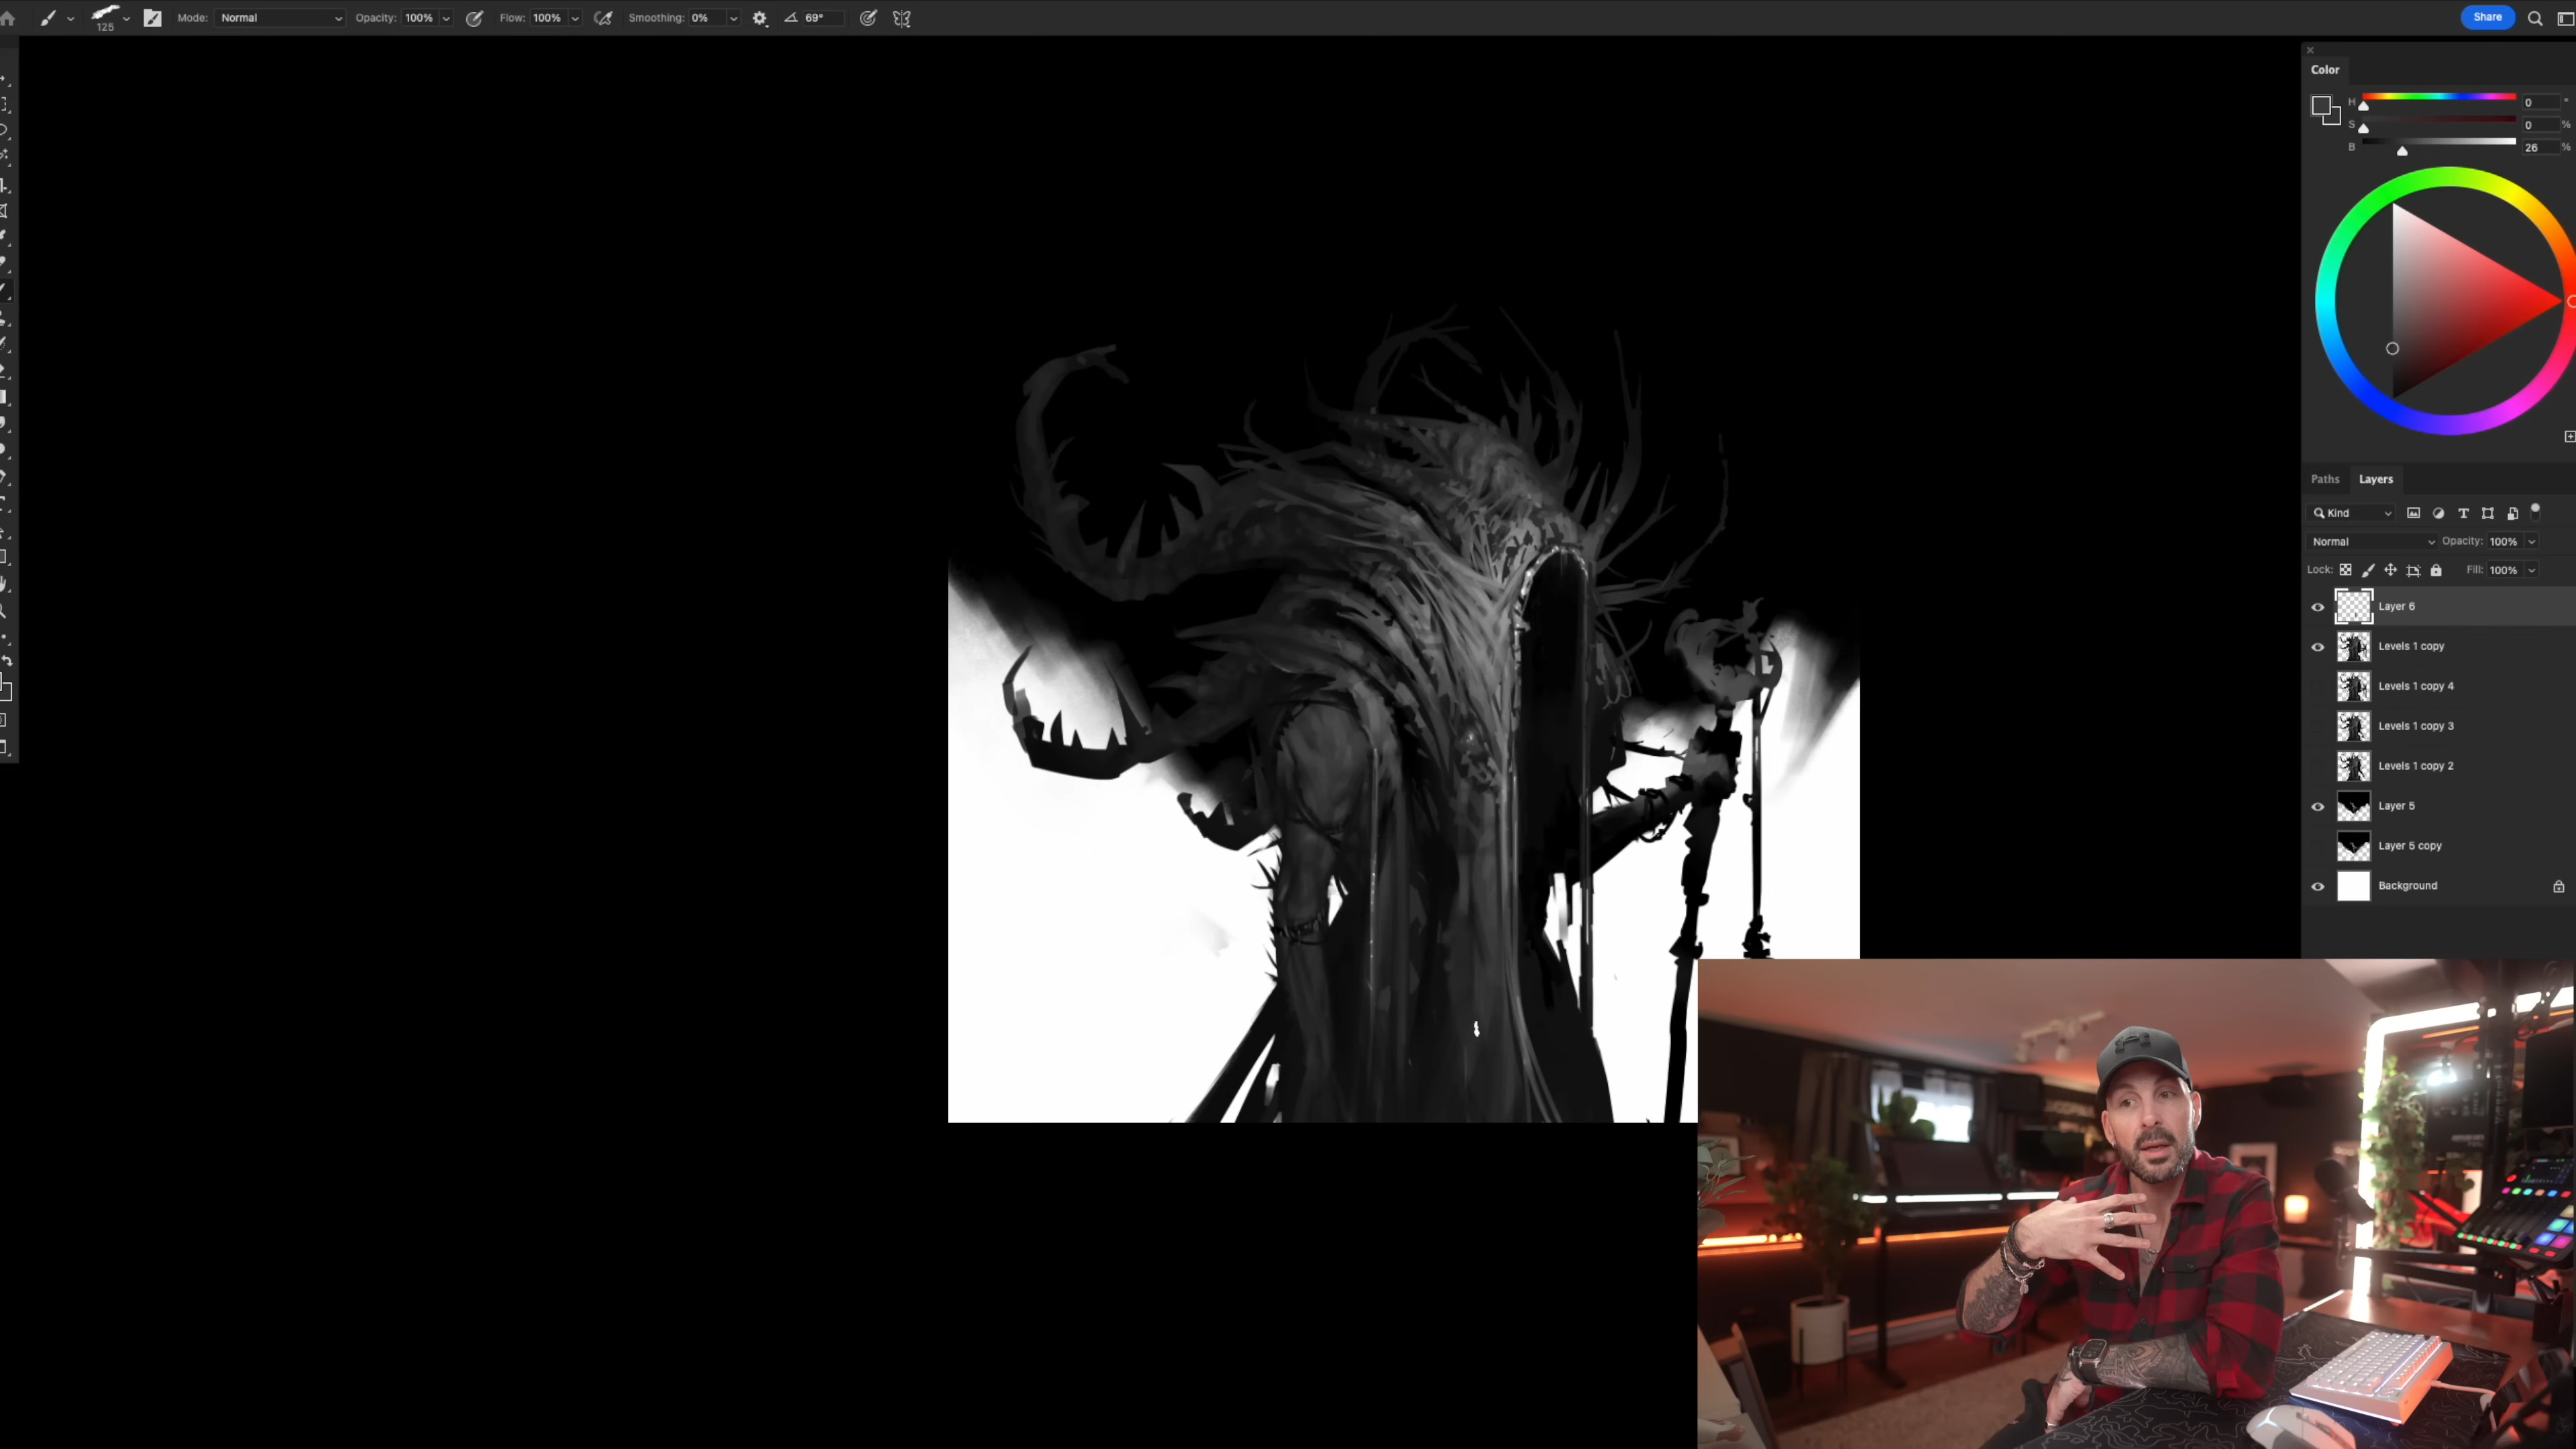 Mode: Normal Opacity: 100% Flow: 100% Smoothing: 0% 69° Share
125
Color
H 0 °
S 0 %
B 26 %
Paths Layers
Kind
Normal Opacity: 100%
Lock: Fill: 100%
Layer 6
Levels 1 copy
Levels 1 copy 4
Levels 1 copy 3
Levels 1 copy 2
Layer 5
Layer 5 copy
Background